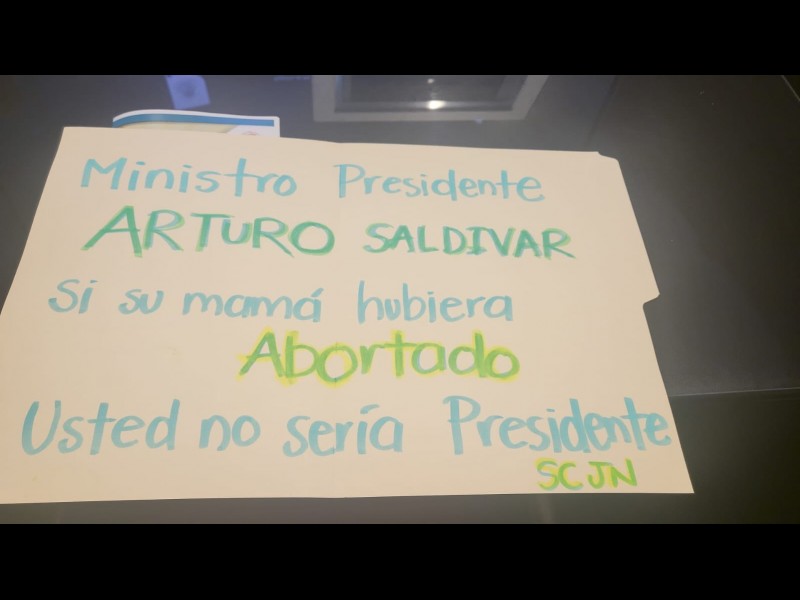 Ministro Presidente
ARTURO SALDIVAR
Si su mamá hubiera
Abortado
Usted no sería Presidente
SCJN